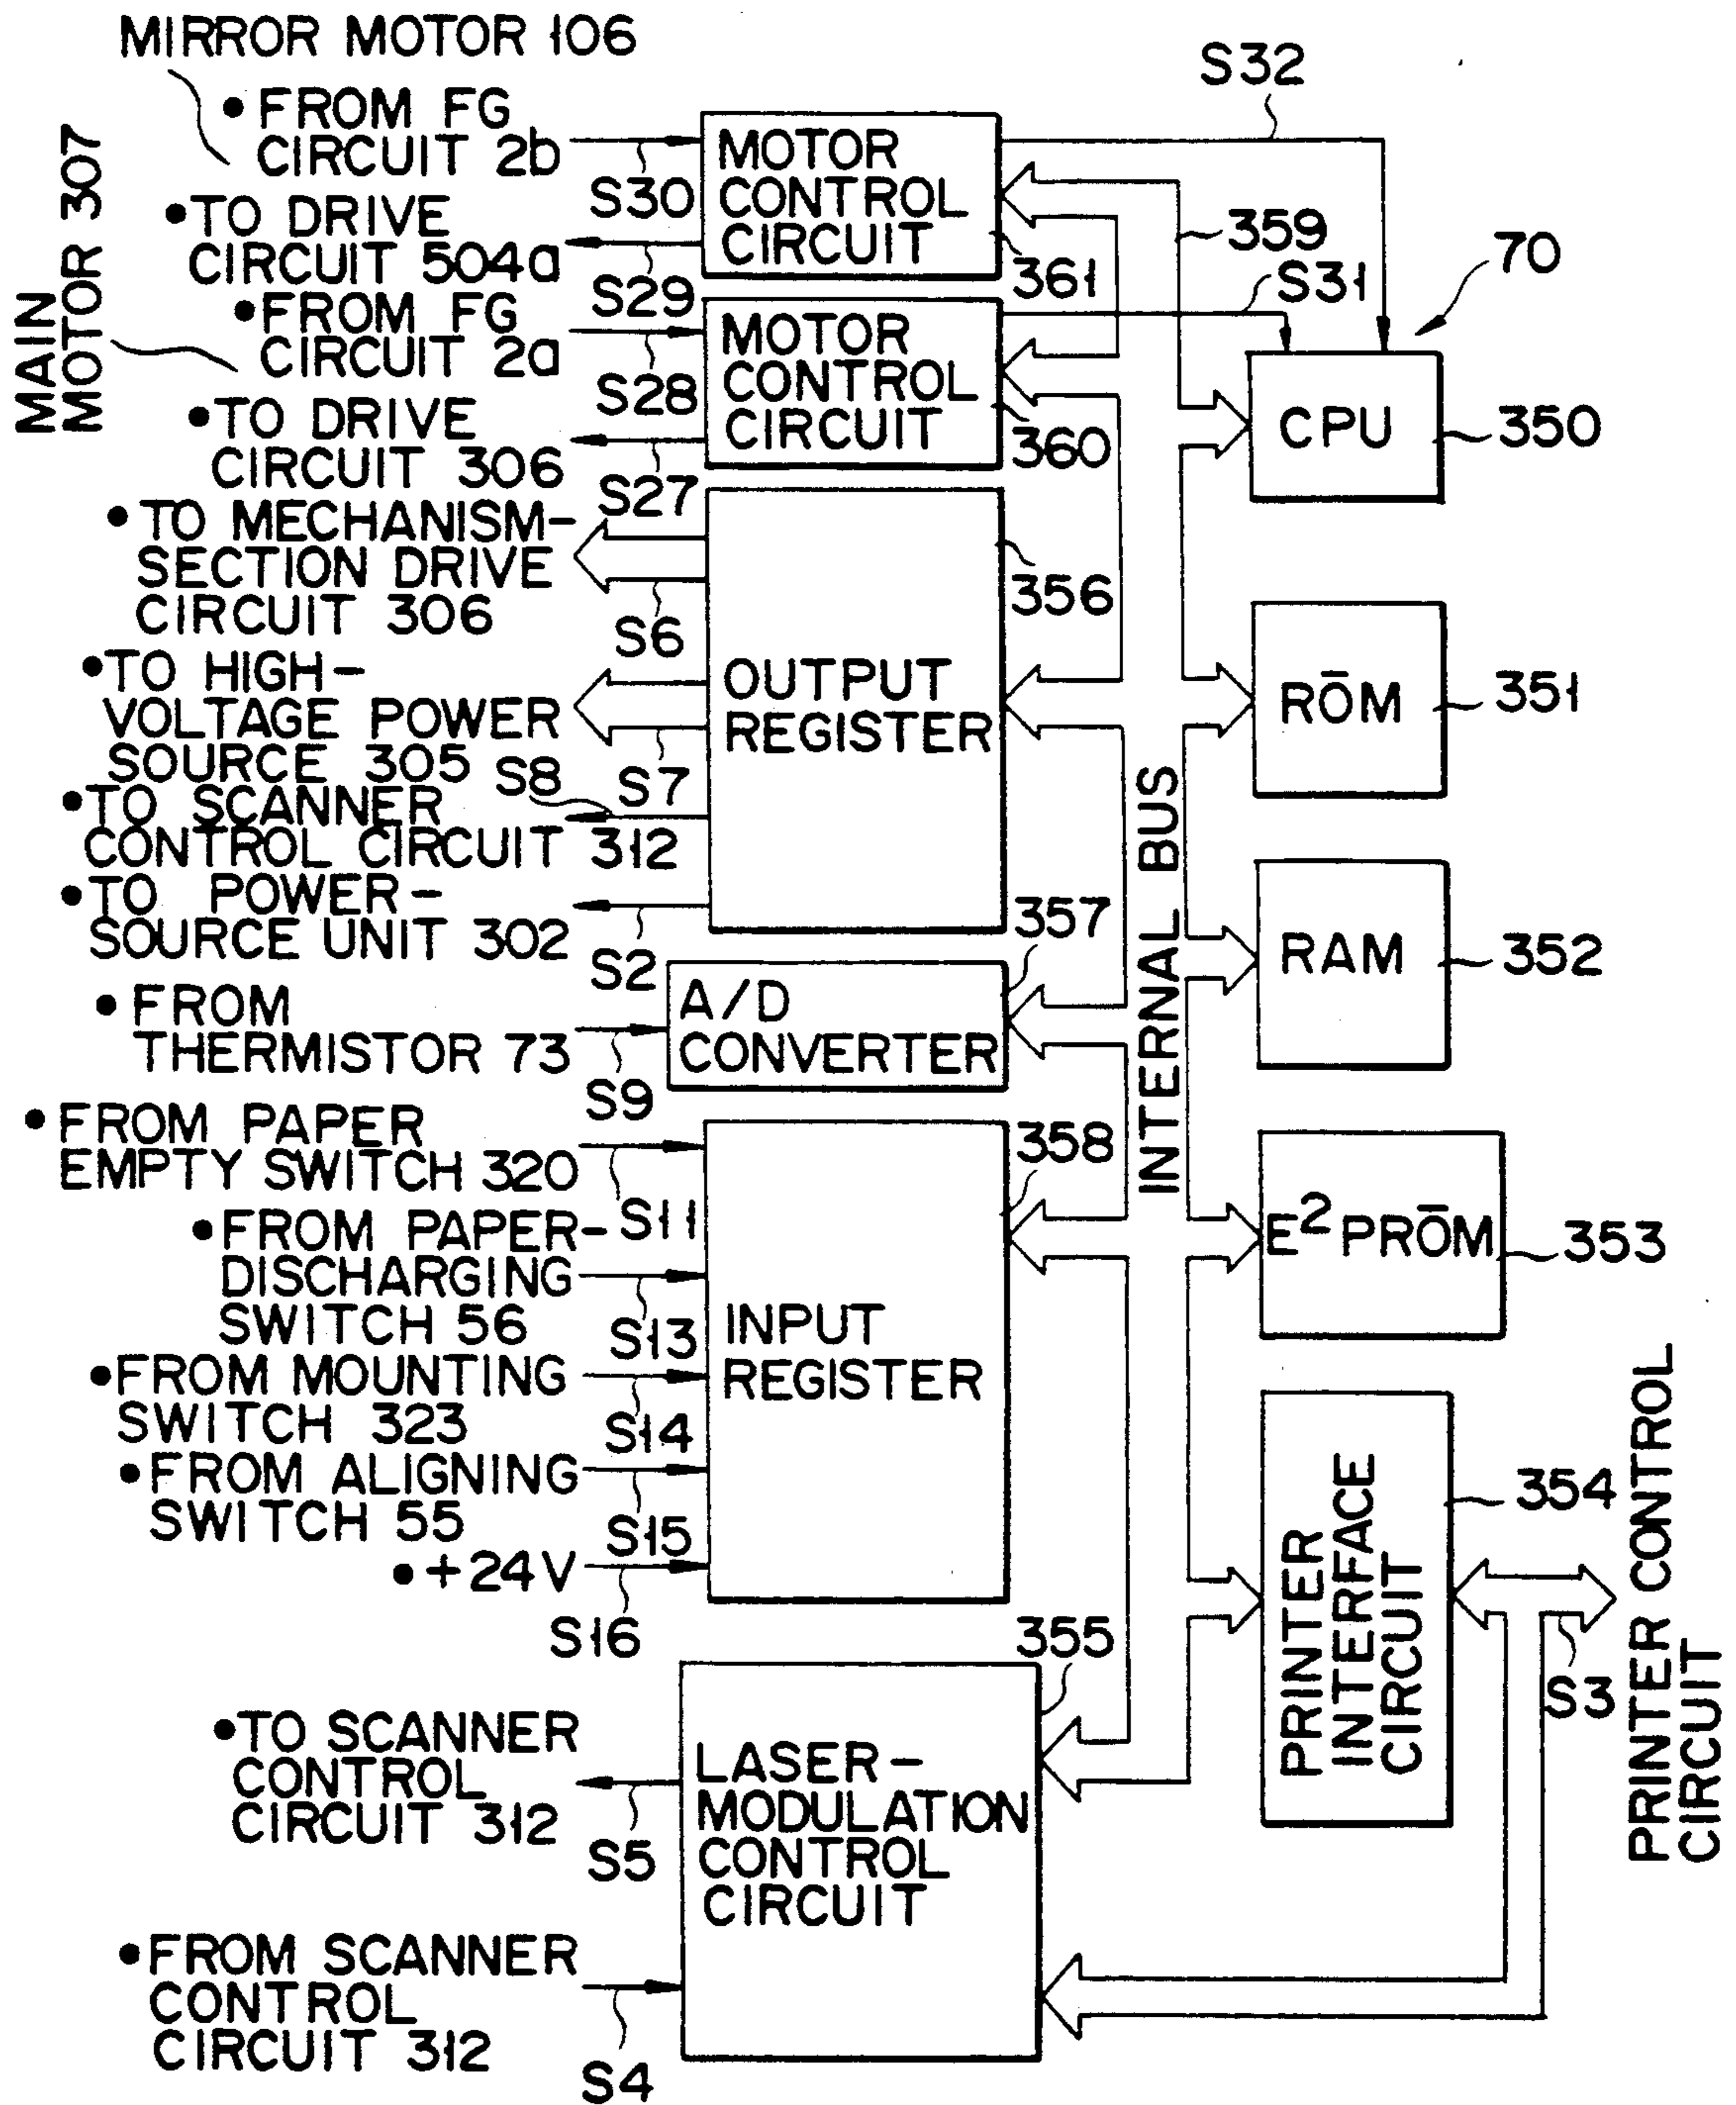 MIRROR MOTOR 106
MAIN
MOTOR 307
• FROM FG
CIRCUIT 2b
S30
• TO DRIVE
CIRCUIT 504a
S29
MOTOR
CONTROL
CIRCUIT
361
S32
359
S31
70
• FROM FG
CIRCUIT 2a
S28
• TO DRIVE
CIRCUIT 306
S27
MOTOR
CONTROL
CIRCUIT
360
CPU
350
• TO MECHANISM-
SECTION DRIVE
CIRCUIT 306
S6
• TO HIGH-
VOLTAGE POWER
SOURCE 305
S7
S8
• TO SCANNER
CONTROL CIRCUIT 312
• TO POWER-
SOURCE UNIT 302
S2
OUTPUT
REGISTER
356
INTERNAL BUS
RŌM
351
RAM
352
• FROM
THERMISTOR 73
S9
A/D
CONVERTER
357
• FROM PAPER
EMPTY SWITCH 320
S11
• FROM PAPER-
DISCHARGING
SWITCH 56
S13
• FROM MOUNTING
SWITCH 323
S14
• FROM ALIGNING
SWITCH 55
S15
• +24V
S16
INPUT
REGISTER
358
E² PRŌM
353
PRINTER
INTERFACE
CIRCUIT
354
S3
PRINTER CONTROL
CIRCUIT
• TO SCANNER
CONTROL
CIRCUIT 312
S5
• FROM SCANNER
CONTROL
CIRCUIT 312
S4
LASER-
MODULATION
CONTROL
CIRCUIT
355